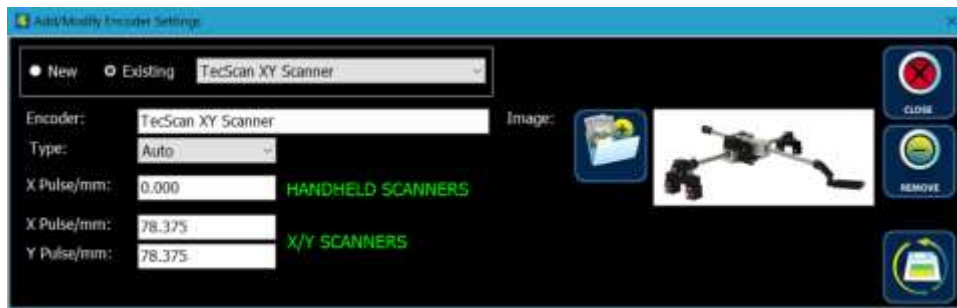 Add/Modify Encoder Settings
New Existing TecScan XY Scanner
Encoder: TecScan XY Scanner Image:
Type: Auto
X Pulse/mm: 0.000 HANDHELD SCANNERS
X Pulse/mm: 78.375
X/Y SCANNERS
Y Pulse/mm: 78.375
CLOSE
REMOVE